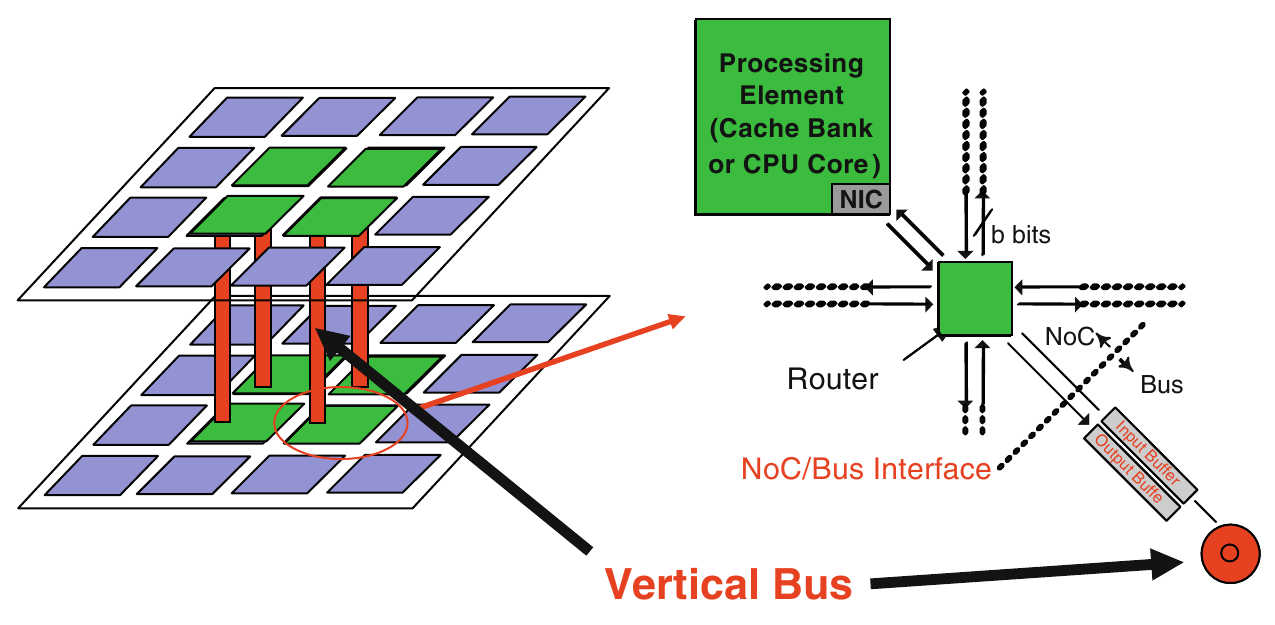 Processing
Element
(Cache Bank
or CPU Core)
NIC
b bits
Router
NoC
Bus
NoC/Bus Interface
Input Buffer
Output Buffe
Vertical Bus